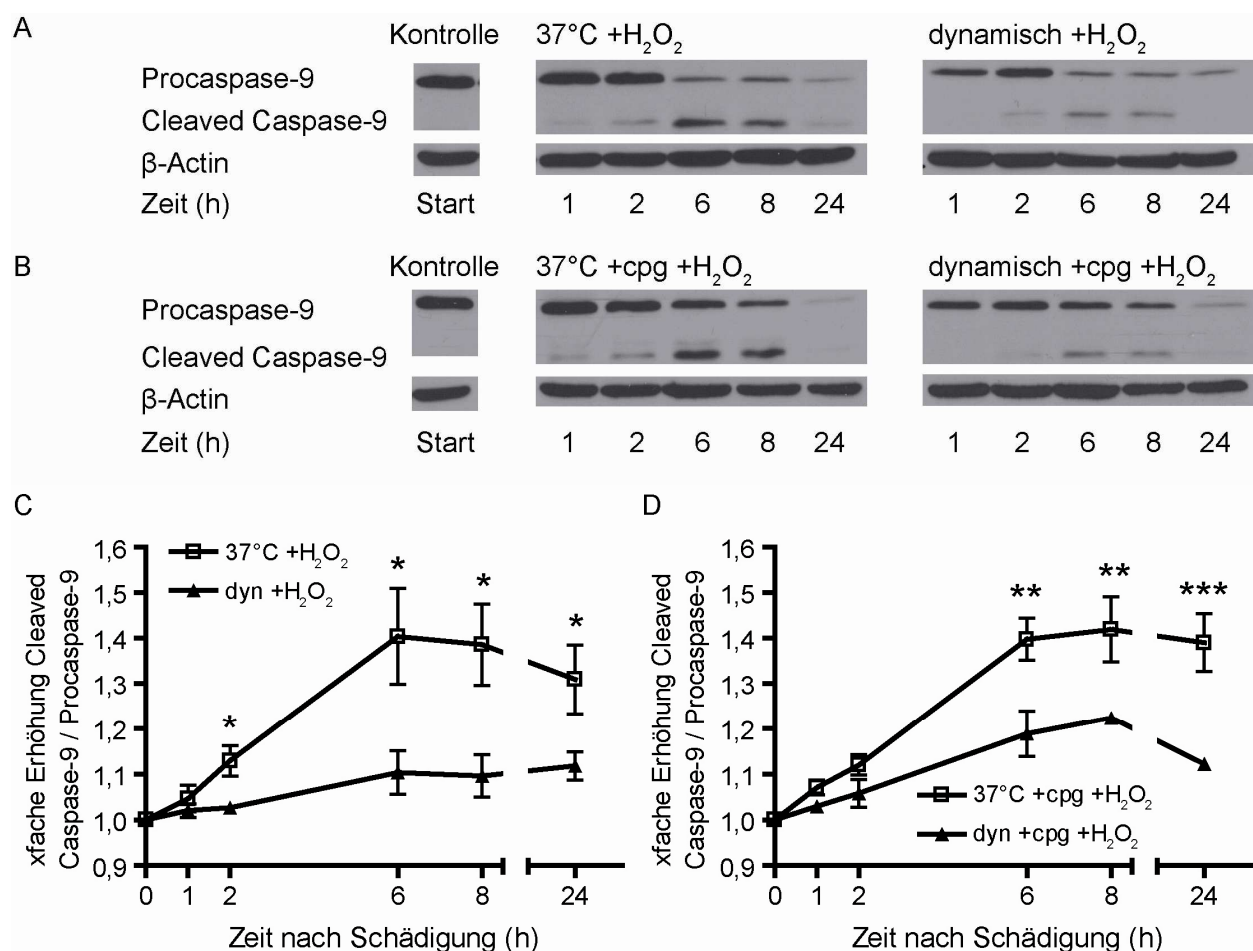 A
Kontrolle 37°C +H₂O₂ dynamisch +H₂O₂
Procaspase-9
Cleaved Caspase-9
β-Actin
Zeit (h) Start 1 2 6 8 24 1 2 6 8 24
B
Kontrolle 37°C +cpg +H₂O₂ dynamisch +cpg +H₂O₂
Procaspase-9
Cleaved Caspase-9
β-Actin
Zeit (h) Start 1 2 6 8 24 1 2 6 8 24
C
xfache Erhöhung Cleaved
Caspase-9 / Procaspase-9
1,6
1,5
1,4
1,3
1,2
1,1
1,0
0,9
37°C +H₂O₂
dyn +H₂O₂
* * * *
0 1 2 6 8 24
Zeit nach Schädigung (h)
D
xfache Erhöhung Cleaved
Caspase-9 / Procaspase-9
1,6
1,5
1,4
1,3
1,2
1,1
1,0
0,9
** ** ***
37°C +cpg +H₂O₂
dyn +cpg +H₂O₂
0 1 2 6 8 24
Zeit nach Schädigung (h)